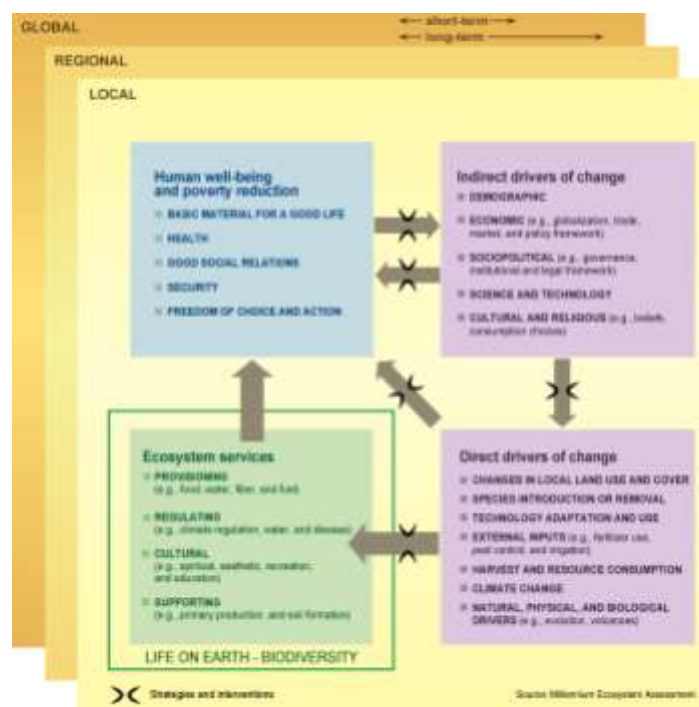 GLOBAL
short-term
long-term
REGIONAL
LOCAL
Human well-being
and poverty reduction
BASIC MATERIAL FOR A GOOD LIFE
HEALTH
GOOD SOCIAL RELATIONS
SECURITY
FREEDOM OF CHOICE AND ACTION
Indirect drivers of change
DEMOGRAPHIC
ECONOMIC (e.g., globalization, trade,
market, and policy framework)
SOCIOPOLITICAL (e.g., governance,
institutional and legal framework)
SCIENCE AND TECHNOLOGY
CULTURAL AND RELIGIOUS (e.g., beliefs,
consumption choices)
Ecosystem services
PROVISIONING
(e.g., food, water, fiber, and fuel)
REGULATING
(e.g., climate regulation, water, and disease)
CULTURAL
(e.g., spiritual, aesthetic, recreation,
and education)
SUPPORTING
(e.g., primary production, and soil formation)
LIFE ON EARTH - BIODIVERSITY
Direct drivers of change
CHANGES IN LOCAL LAND USE AND COVER
SPECIES INTRODUCTION OR REMOVAL
TECHNOLOGY ADAPTATION AND USE
EXTERNAL INPUTS (e.g., fertilizer use,
pest control, and irrigation)
HARVEST AND RESOURCE CONSUMPTION
CLIMATE CHANGE
NATURAL, PHYSICAL, AND BIOLOGICAL
DRIVERS (e.g., evolution, volcanoes)
Strategies and interventions
Source: Millennium Ecosystem Assessment